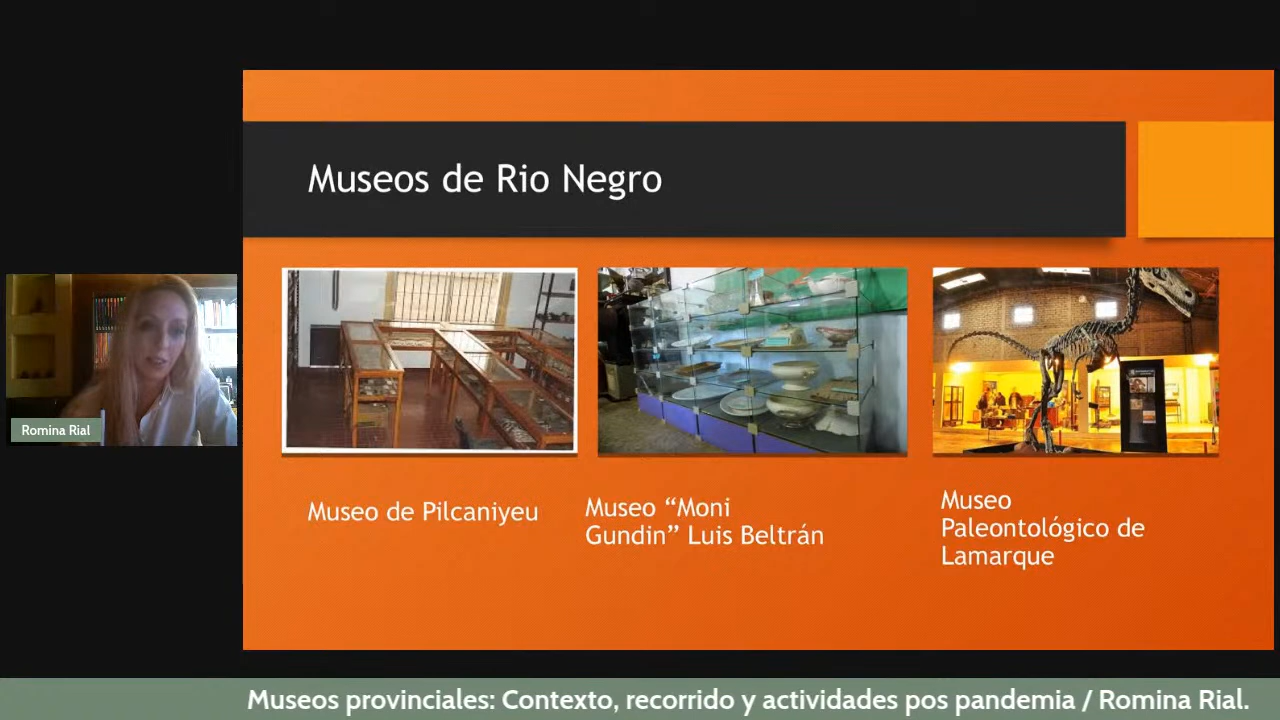 Museos de Rio Negro
Romina Rial
Museo de Pilcaniyeu
Museo “Moni
Gundin” Luis Beltrán
Museo
Paleontológico de
Lamarque
Museos provinciales: Contexto, recorrido y actividades pos pandemia / Romina Rial.